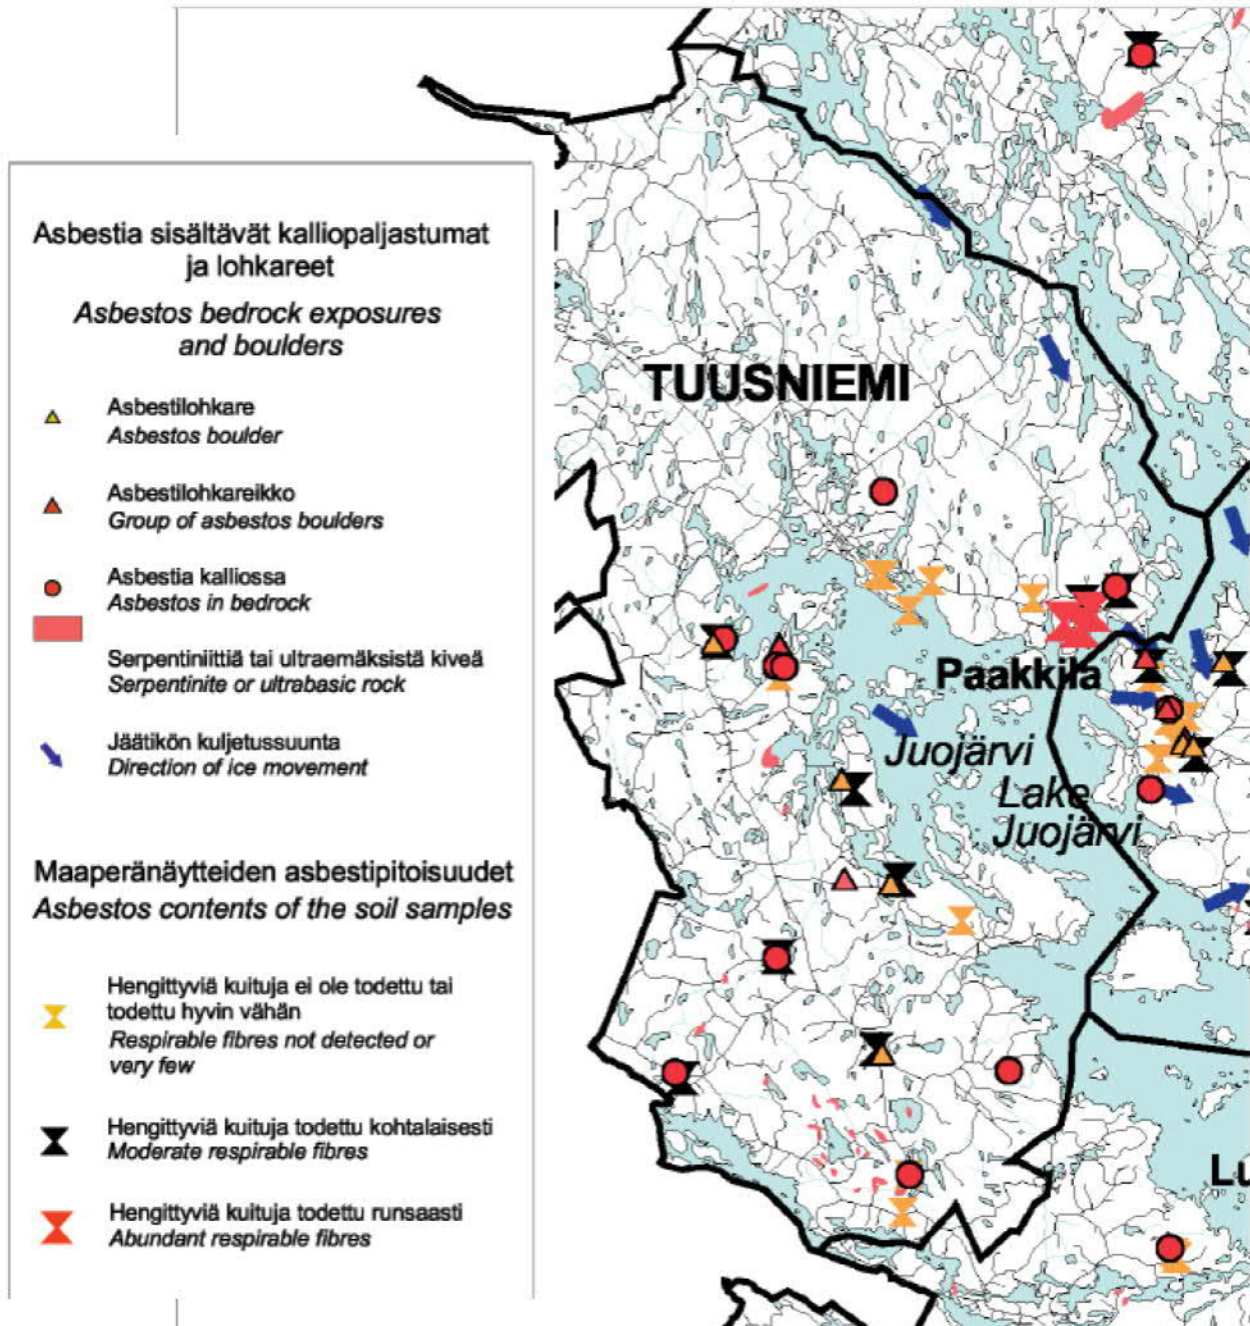 Asbestia sisältävät kalliopaljastumat
ja lohkareet
Asbestos bedrock exposures
and boulders
Asbestilohkare
Asbestos boulder
Asbestilohkareikko
Group of asbestos boulders
Asbestia kalliossa
Asbestos in bedrock
Serpentiniittiä tai ultraemäksistä kiveä
Serpentinite or ultrabasic rock
Jäätikön kuljetussuunta
Direction of ice movement
Maaperänäytteiden asbestipitoisuudet
Asbestos contents of the soil samples
Hengittyviä kuituja ei ole todettu tai
todettu hyvin vähän
Respirable fibres not detected or
very few
Hengittyviä kuituja todettu kohtalaisesti
Moderate respirable fibres
Hengittyviä kuituja todettu runsaasti
Abundant respirable fibres
TUUSNIEMI
Paakkila
Juojärvi
Lake
Juojärvi
Lu